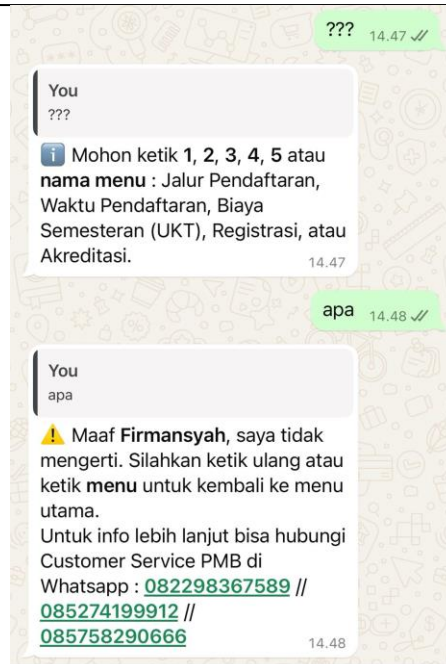 ??? 14.47
You
???
ℹ️ Mohon ketik 1, 2, 3, 4, 5 atau
nama menu : Jalur Pendaftaran,
Waktu Pendaftaran, Biaya
Semesteran (UKT), Registrasi, atau
Akreditasi.
14.47
apa 14.48
You
apa
⚠️ Maaf Firmansyah, saya tidak
mengerti. Silahkan ketik ulang atau
ketik menu untuk kembali ke menu
utama.
Untuk info lebih lanjut bisa hubungi
Customer Service PMB di
Whatsapp : 082298367589 //
085274199912 //
085758290666
14.48